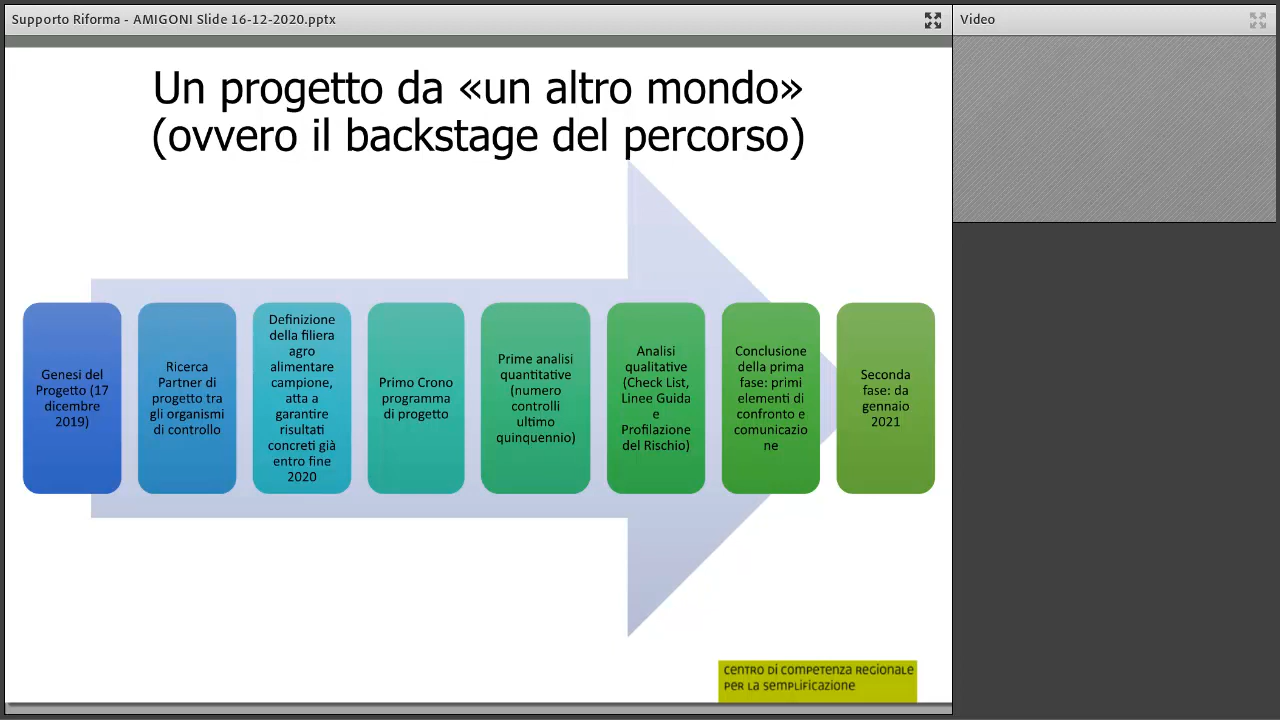 Supporto Riforma - AMIGONI Slide 16-12-2020.pptx
Video
Un progetto da «un altro mondo»
(ovvero il backstage del percorso)
Genesi del
Progetto (17
dicembre
2019)
Ricerca
Partner di
progetto tra
gli organismi
di controllo
Definizione
della filiera
agro
alimentare
campione,
atta a
garantire
risultati
concreti già
entro fine
2020
Primo Crono
programma
di progetto
Prime analisi
quantitative
(numero
controlli
ultimo
quinquennio)
Analisi
qualitative
(Check List,
Linee Guida
e
Profilazione
del Rischio)
Conclusione
della prima
fase: primi
elementi di
confronto e
comunicazio
ne
Seconda
fase: da
gennaio
2021
CENTRO DI COMPETENZA REGIONALE
PER LA SEMPLIFICAZIONE